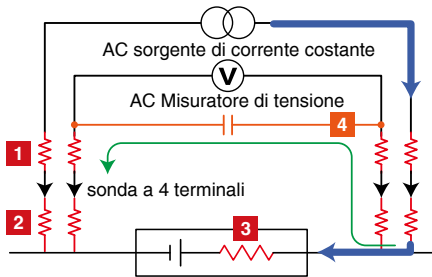 AC sorgente di corrente costante
V
AC Misuratore di tensione
4
1
sonda a 4 terminali
2
3